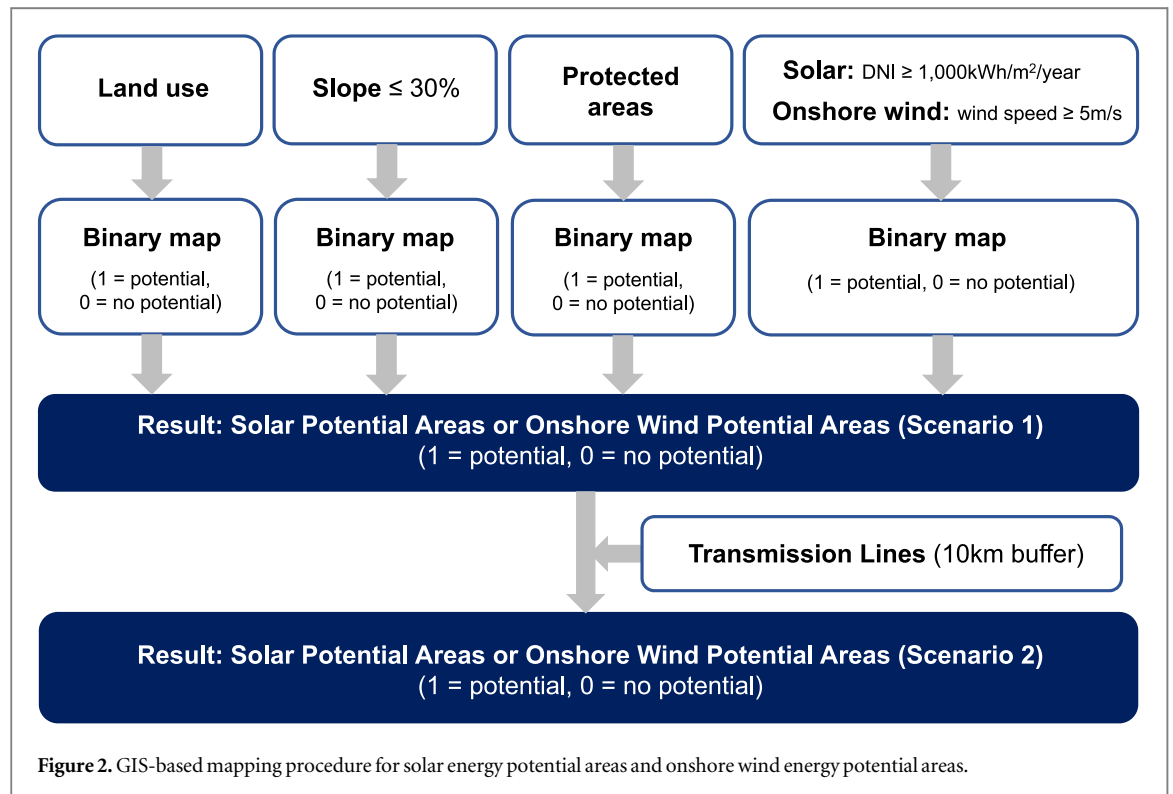 Land use
Slope ≤ 30%
Protected
areas
Solar: DNI ≥ 1,000kWh/m²/year
Onshore wind: wind speed ≥ 5m/s
Binary map
(1 = potential,
0 = no potential)
Binary map
(1 = potential,
0 = no potential)
Binary map
(1 = potential,
0 = no potential)
Binary map
(1 = potential, 0 = no potential)
Result: Solar Potential Areas or Onshore Wind Potential Areas (Scenario 1)
(1 = potential, 0 = no potential)
Transmission Lines (10km buffer)
Result: Solar Potential Areas or Onshore Wind Potential Areas (Scenario 2)
(1 = potential, 0 = no potential)
Figure 2. GIS-based mapping procedure for solar energy potential areas and onshore wind energy potential areas.